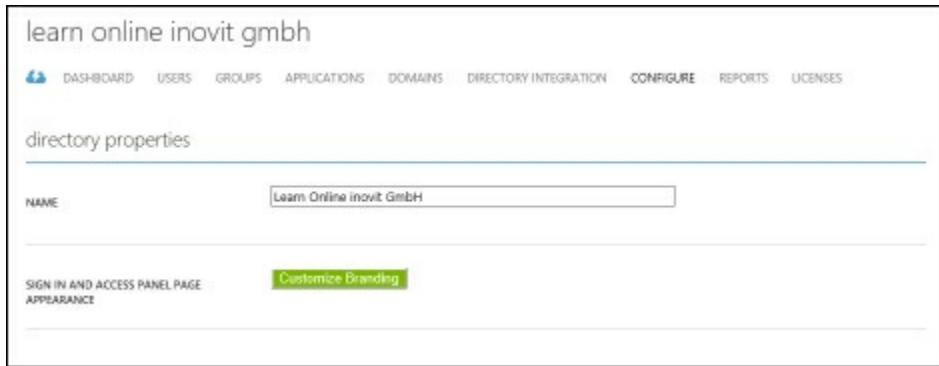 learn online inovit gmbh
DASHBOARD USERS GROUPS APPLICATIONS DOMAINS DIRECTORY INTEGRATION CONFIGURE REPORTS LICENSES
directory properties
NAME Learn Online inovit GmbH
SIGN IN AND ACCESS PANEL PAGE Customize Branding
APPEARANCE